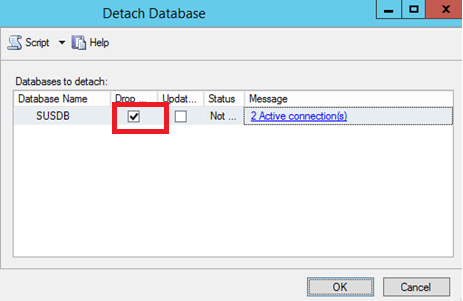 Detach Database
Script Help
Databases to detach:
Database Name Drop ... Updat... Status Message
SUSDB Not ... 2 Active connection(s)
OK Cancel